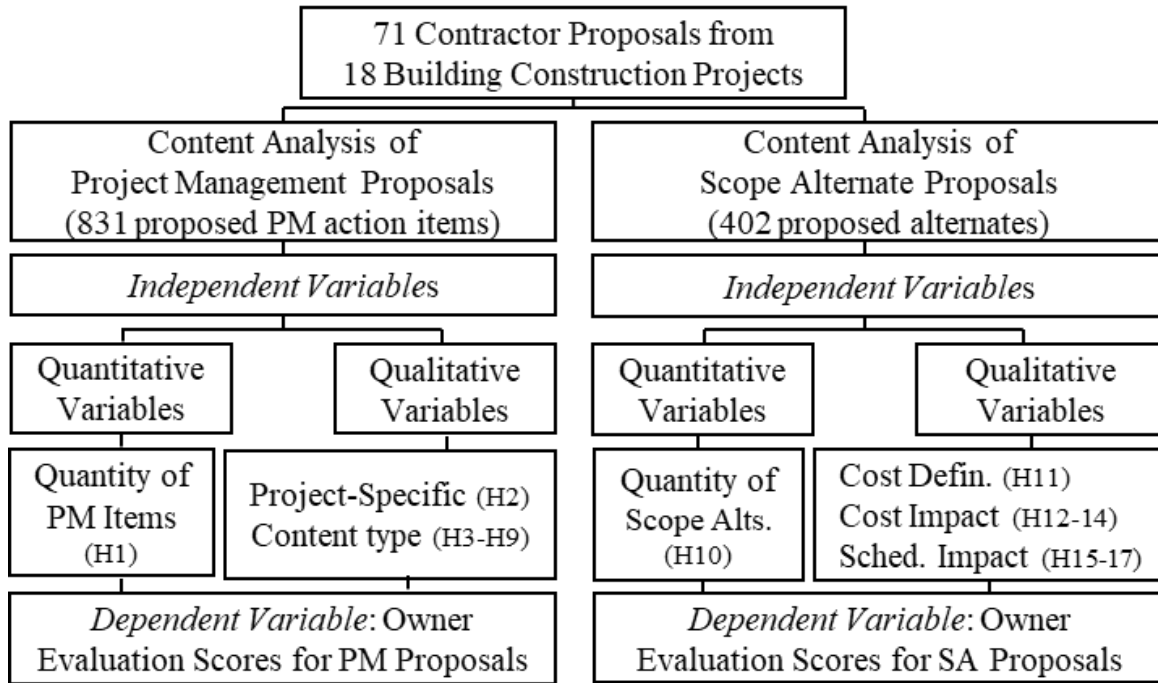 71 Contractor Proposals from
18 Building Construction Projects
Content Analysis of
Project Management Proposals
(831 proposed PM action items)
Content Analysis of
Scope Alternate Proposals
(402 proposed alternates)
Independent Variables
Independent Variables
Quantitative
Variables
Qualitative
Variables
Quantitative
Variables
Qualitative
Variables
Quantity of
PM Items
(H1)
Project-Specific (H2)
Content type (H3-H9)
Quantity of
Scope Alts.
(H10)
Cost Defin. (H11)
Cost Impact (H12-14)
Sched. Impact (H15-17)
Dependent Variable: Owner
Evaluation Scores for PM Proposals
Dependent Variable: Owner
Evaluation Scores for SA Proposals